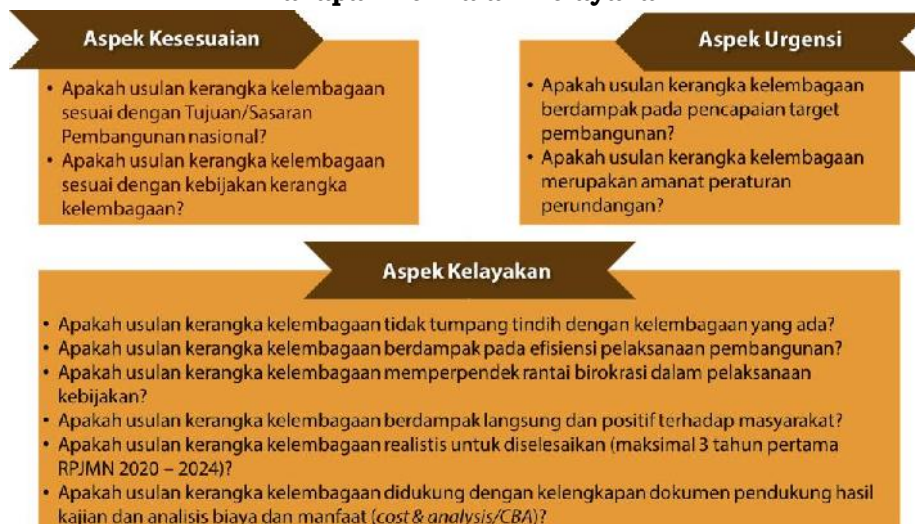 Aspek Kesesuaian
• Apakah usulan kerangka kelembagaan
sesuai dengan Tujuan/Sasaran
Pembangunan nasional?
• Apakah usulan kerangka kelembagaan
sesuai dengan kebijakan kerangka
kelembagaan?
Aspek Urgensi
• Apakah usulan kerangka kelembagaan
berdampak pada pencapaian target
pembangunan?
• Apakah usulan kerangka kelembagaan
merupakan amanat peraturan
perundangan?
Aspek Kelayakan
• Apakah usulan kerangka kelembagaan tidak tumpang tindih dengan kelembagaan yang ada?
• Apakah usulan kerangka kelembagaan berdampak pada efisiensi pelaksanaan pembangunan?
• Apakah usulan kerangka kelembagaan memperpendek rantai birokrasi dalam pelaksanaan
kebijakan?
• Apakah usulan kerangka kelembagaan berdampak langsung dan positif terhadap masyarakat?
• Apakah usulan kerangka kelembagaan realistis untuk diselesaikan (maksimal 3 tahun pertama
RPJMN 2020 – 2024)?
• Apakah usulan kerangka kelembagaan didukung dengan kelengkapan dokumen pendukung hasil
kajian dan analisis biaya dan manfaat (cost & analysis/CBA)?